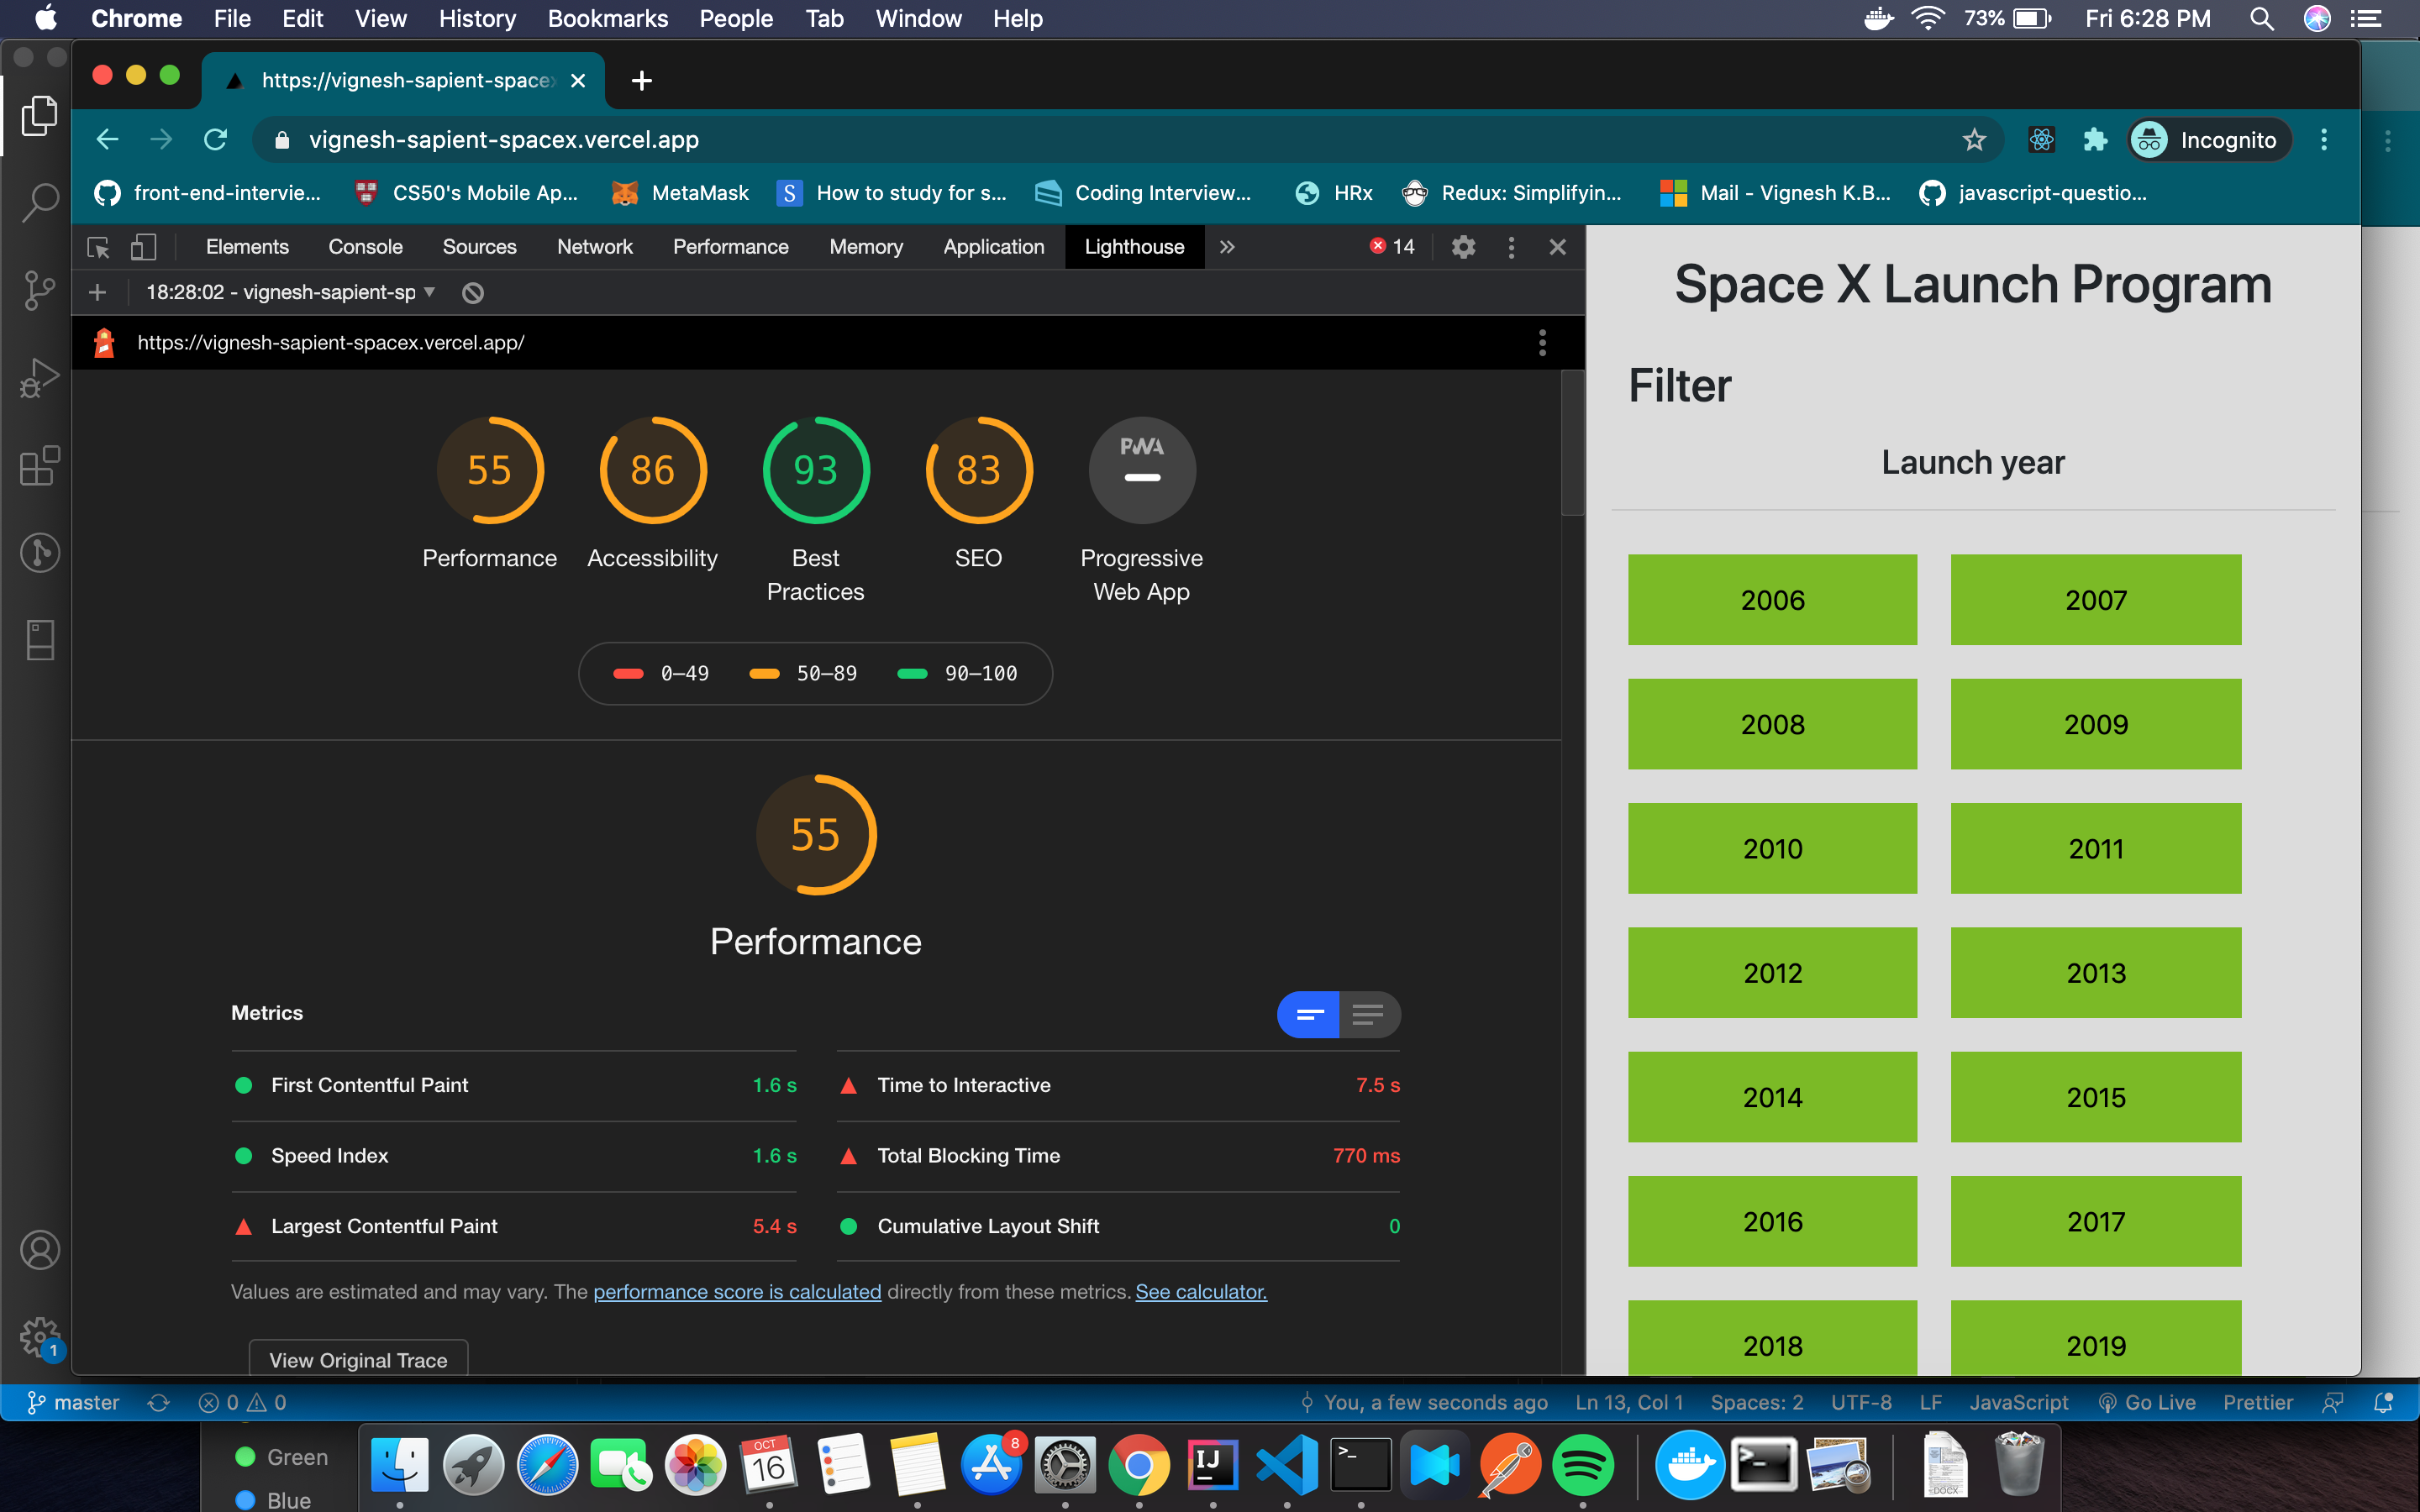 Chrome File Edit View History Bookmarks People Tab Window Help 73% Fri 6:28 PM
https://vignesh-sapient-spacex
vignesh-sapient-spacex.vercel.app Incognito
front-end-intervie... CS50's Mobile Ap... MetaMask S How to study for s... Coding Interview... HRx Redux: Simplifyin... Mail - Vignesh K.B... javascript-questio...
Elements Console Sources Network Performance Memory Application Lighthouse 14
18:28:02 - vignesh-sapient-sp
https://vignesh-sapient-spacex.vercel.app/
55 86 93 83 PWA
Performance Accessibility Best Practices SEO Progressive Web App
0–49 50–89 90–100
55
Performance
Metrics
First Contentful Paint 1.6 s
Time to Interactive 7.5 s
Speed Index 1.6 s
Total Blocking Time 770 ms
Largest Contentful Paint 5.4 s
Cumulative Layout Shift 0
Values are estimated and may vary. The performance score is calculated directly from these metrics. See calculator.
View Original Trace
Space X Launch Program
Filter
Launch year
2006 2007
2008 2009
2010 2011
2012 2013
2014 2015
2016 2017
2018 2019
1
master 0 0 You, a few seconds ago Ln 13, Col 1 Spaces: 2 UTF-8 LF JavaScript Go Live Prettier
Green
Blue
OCT
16
8
IJ
DOCX